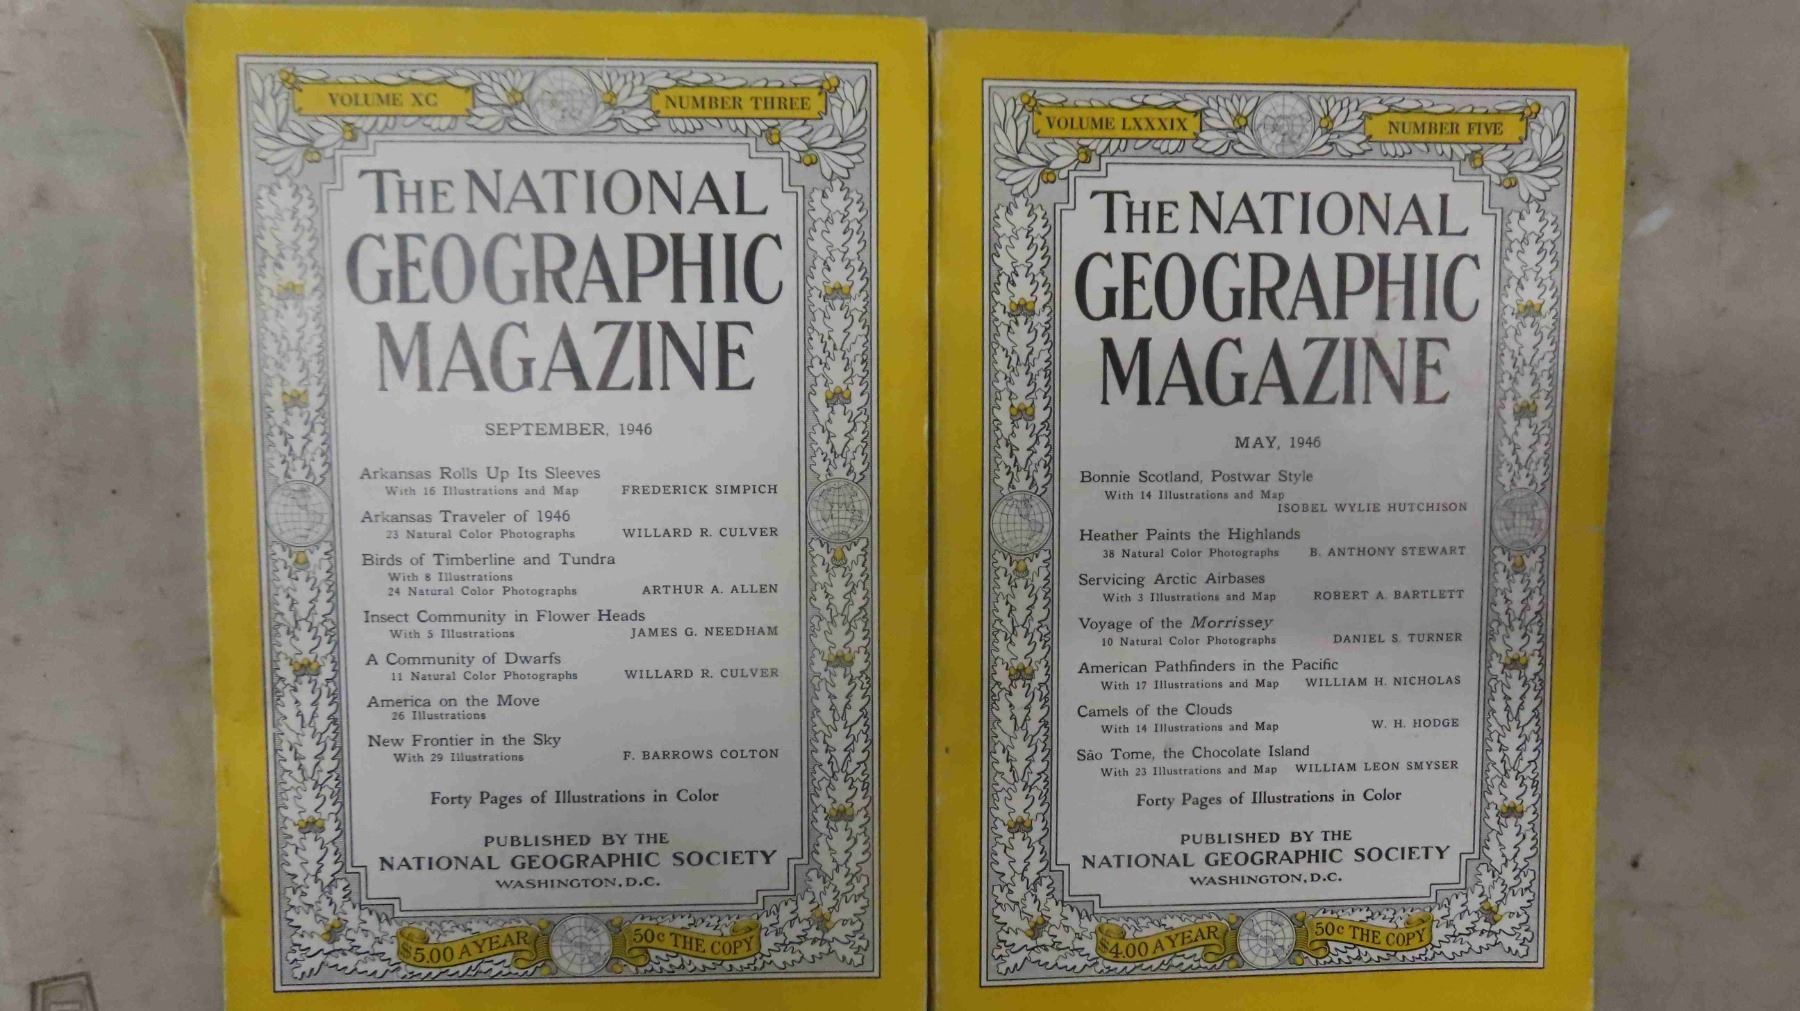 VOLUME XC
NUMBER THREE
THE NATIONAL
GEOGRAPHIC
MAGAZINE
SEPTEMBER, 1946
Arkansas Rolls Up Its Sleeves
With 16 Illustrations and Map FREDERICK SIMPICH
Arkansas Traveler of 1946
23 Natural Color Photographs WILLARD R. CULVER
Birds of Timberline and Tundra
With 8 Illustrations
24 Natural Color Photographs ARTHUR A. ALLEN
Insect Community in Flower Heads
With 5 Illustrations JAMES G. NEEDHAM
A Community of Dwarfs
11 Natural Color Photographs WILLARD R. CULVER
America on the Move
26 Illustrations
New Frontier in the Sky
With 29 Illustrations F. BARROWS COLTON
Forty Pages of Illustrations in Color
PUBLISHED BY THE
NATIONAL GEOGRAPHIC SOCIETY
WASHINGTON, D.C.
$5.00 A YEAR
50c THE COPY
VOLUME LXXXIX
NUMBER FIVE
THE NATIONAL
GEOGRAPHIC
MAGAZINE
MAY, 1946
Bonnie Scotland, Postwar Style
With 14 Illustrations and Map
ISOBEL WYLIE HUTCHISON
Heather Paints the Highlands
38 Natural Color Photographs B. ANTHONY STEWART
Servicing Arctic Airbases
With 3 Illustrations and Map ROBERT A. BARTLETT
Voyage of the Morrissey
10 Natural Color Photographs DANIEL S. TURNER
American Pathfinders in the Pacific
With 17 Illustrations and Map WILLIAM H. NICHOLAS
Camels of the Clouds
With 14 Illustrations and Map W. H. HODGE
São Tome, the Chocolate Island
With 23 Illustrations and Map WILLIAM LEON SMYSER
Forty Pages of Illustrations in Color
PUBLISHED BY THE
NATIONAL GEOGRAPHIC SOCIETY
WASHINGTON, D.C.
$4.00 A YEAR
50c THE COPY